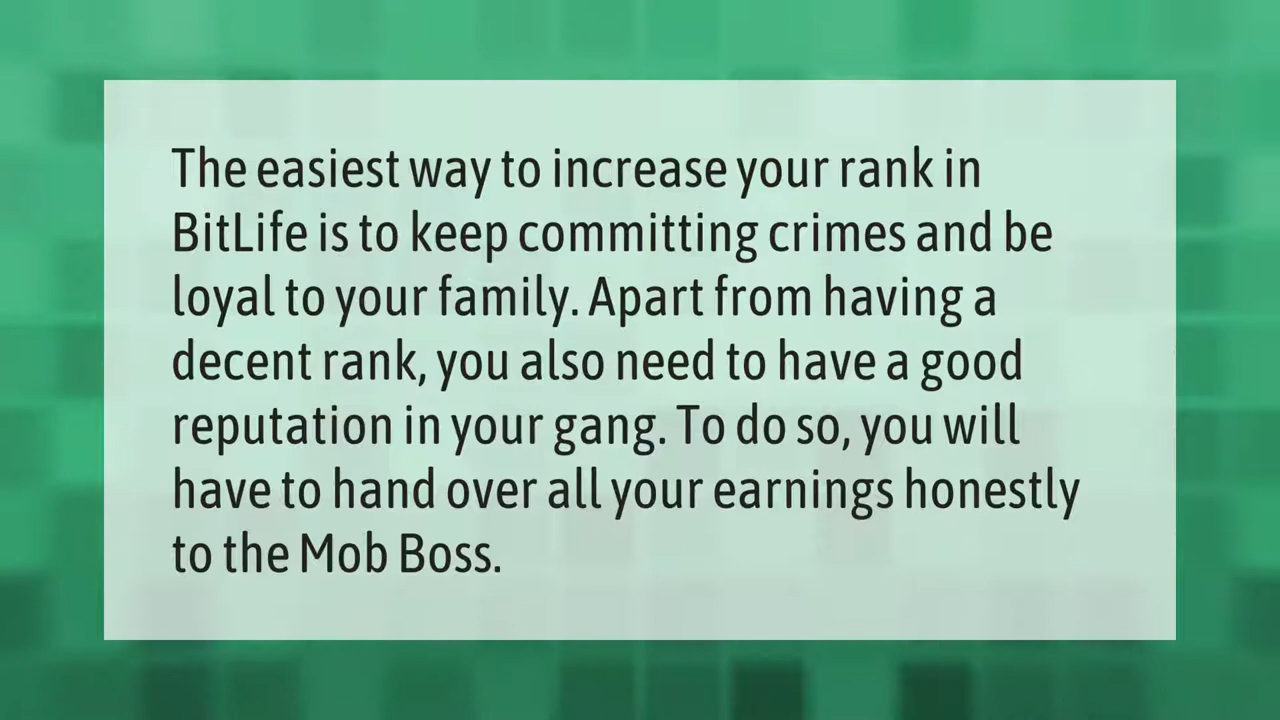 The easiest way to increase your rank in
BitLife is to keep committing crimes and be
loyal to your family. Apart from having a
decent rank, you also need to have a good
reputation in your gang. To do so, you will
have to hand over all your earnings honestly
to the Mob Boss.